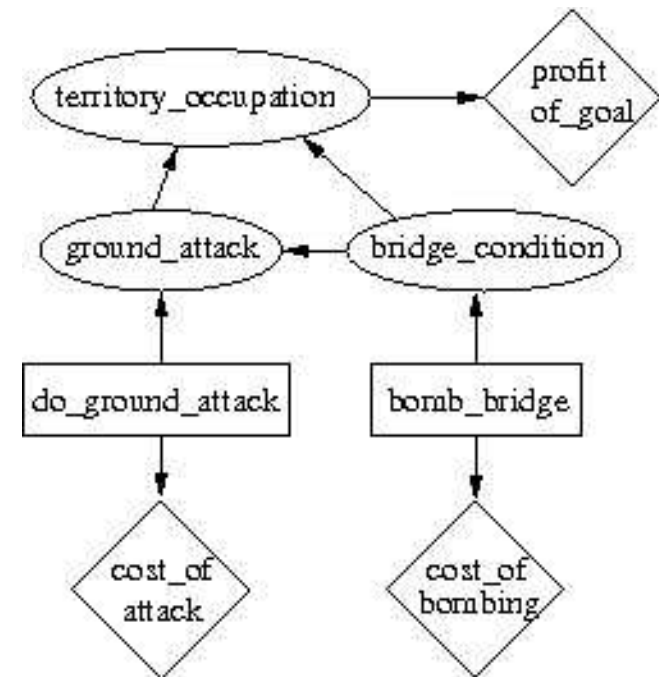 profit
of_goal
territory_occupation
ground_attack
bridge_condition
do_ground_attack
bomb_bridge
cost_of
attack
cost_of
bombing